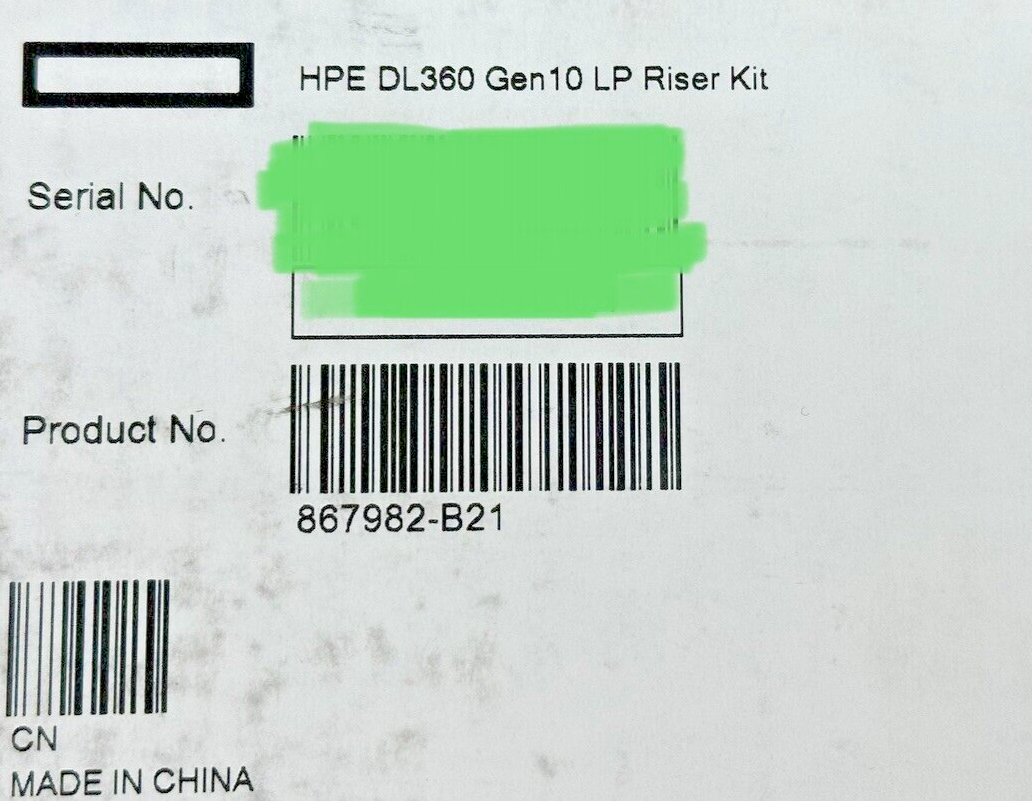 HPE DL360 Gen10 LP Riser Kit
Serial No.
Product No.
867982-B21
CN
MADE IN CHINA